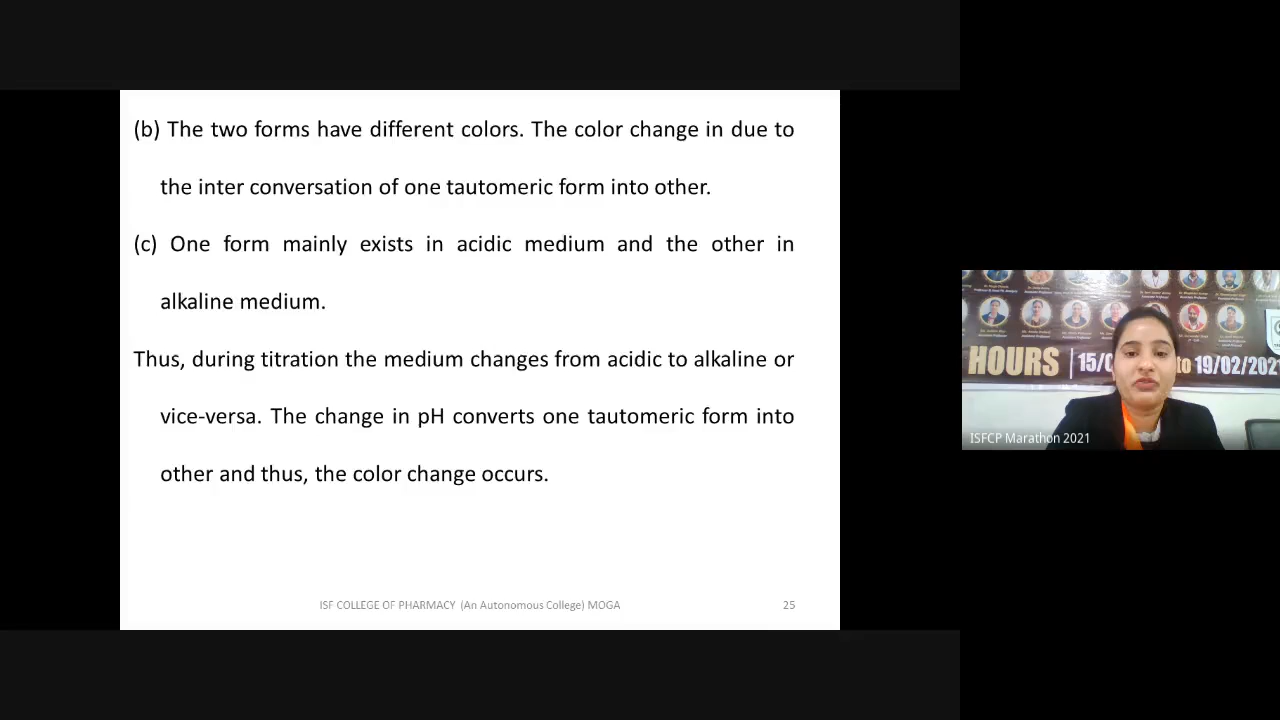 (b) The two forms have different colors. The color change in due to
the inter conversation of one tautomeric form into other.
(c) One form mainly exists in acidic medium and the other in
alkaline medium.
Thus, during titration the medium changes from acidic to alkaline or
vice-versa. The change in pH converts one tautomeric form into
other and thus, the color change occurs.
ISF COLLEGE OF PHARMACY (An Autonomous College) MOGA
25
HOURS
to 19/02/2021
ISFCP Marathon 2021